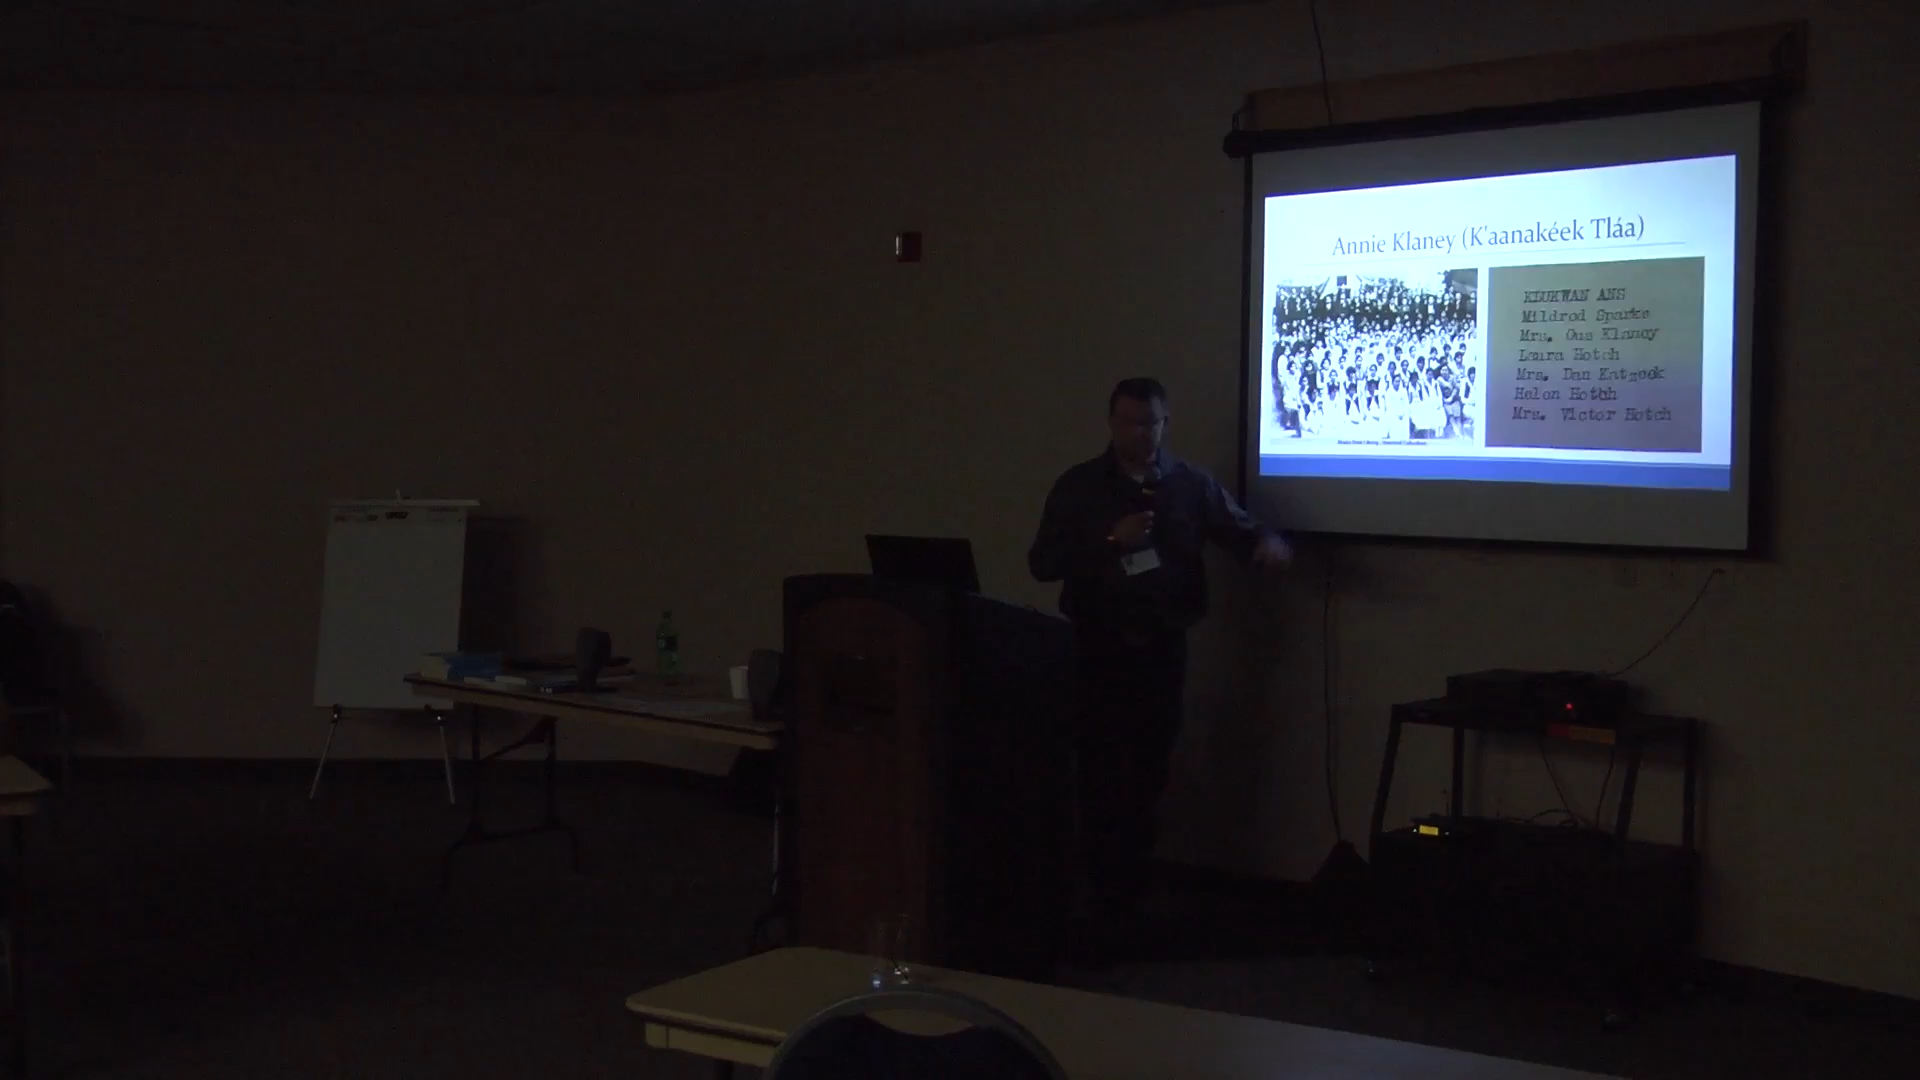 Annie Klaney (K'aanakéek Tláa)
KLUKWAN ANS
Mildred Sparks
Mrs. Gus Klaney
Laura Hotch
Mrs. Dan Katzeek
Helen Hothh
Mrs. Victor Hotch